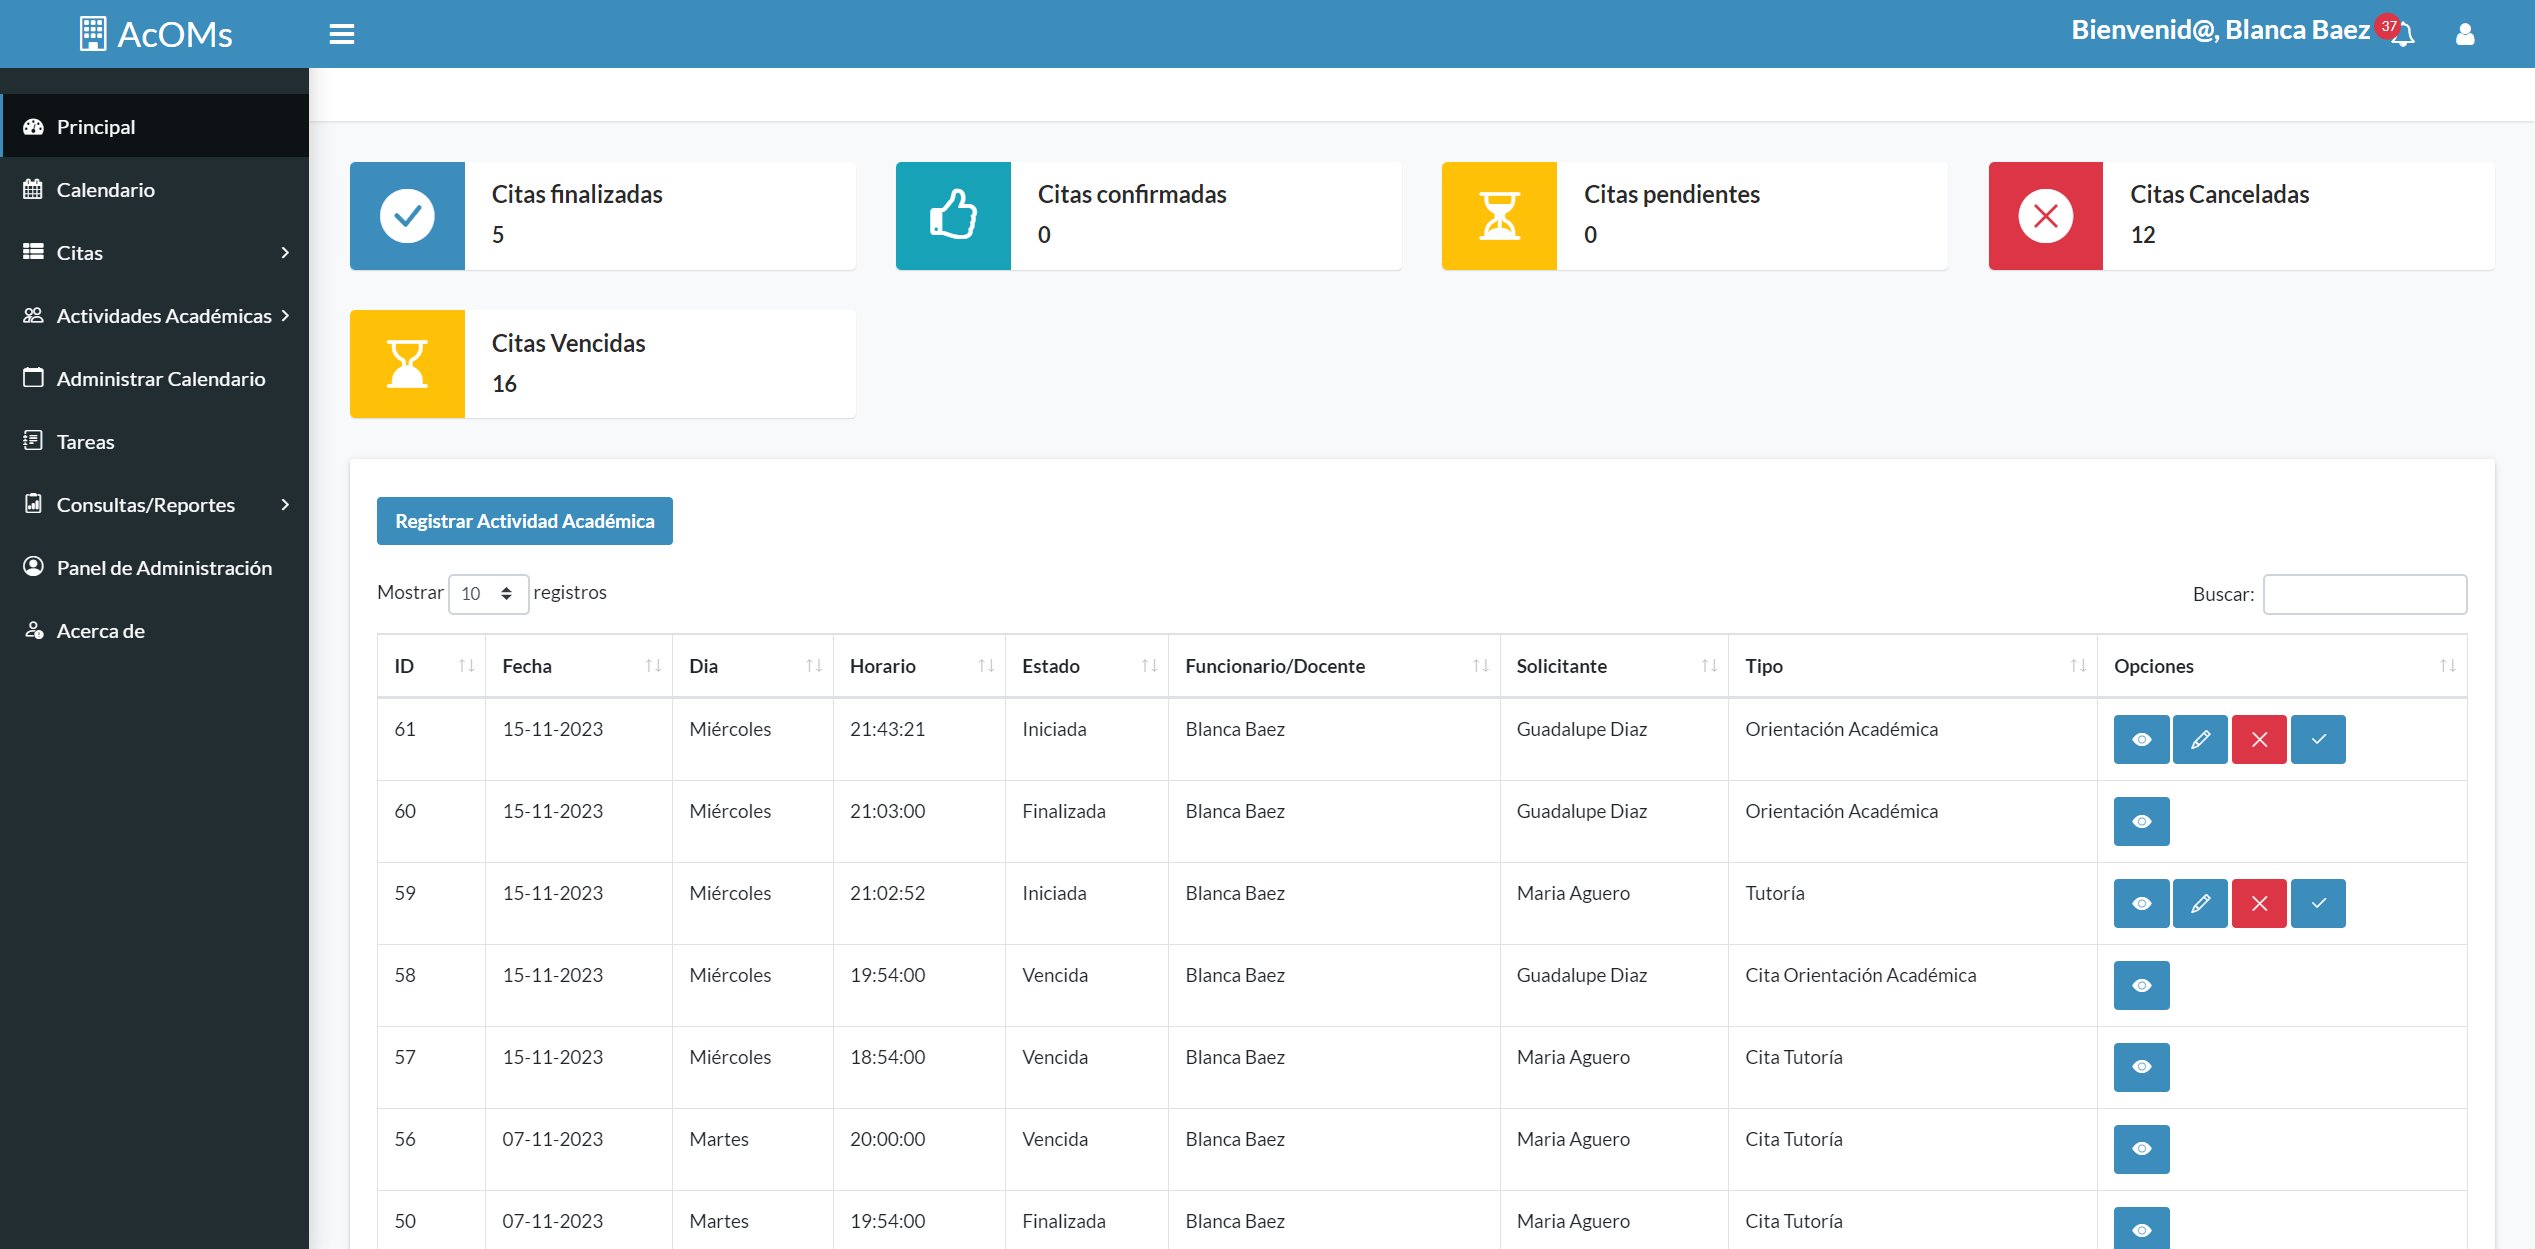 AcOMs
Bienvenid@, Blanca Baez 37
Principal
Calendario
Citas
Actividades Académicas
Administrar Calendario
Tareas
Consultas/Reportes
Panel de Administración
Acerca de
Citas finalizadas
5
Citas confirmadas
0
Citas pendientes
0
Citas Canceladas
12
Citas Vencidas
16
Registrar Actividad Académica
Mostrar 10 registros
Buscar:
ID Fecha Dia Horario Estado Funcionario/Docente Solicitante Tipo Opciones
61 15-11-2023 Miércoles 21:43:21 Iniciada Blanca Baez Guadalupe Diaz Orientación Académica
60 15-11-2023 Miércoles 21:03:00 Finalizada Blanca Baez Guadalupe Diaz Orientación Académica
59 15-11-2023 Miércoles 21:02:52 Iniciada Blanca Baez Maria Aguero Tutoría
58 15-11-2023 Miércoles 19:54:00 Vencida Blanca Baez Guadalupe Diaz Cita Orientación Académica
57 15-11-2023 Miércoles 18:54:00 Vencida Blanca Baez Maria Aguero Cita Tutoría
56 07-11-2023 Martes 20:00:00 Vencida Blanca Baez Maria Aguero Cita Tutoría
50 07-11-2023 Martes 19:54:00 Finalizada Blanca Baez Maria Aguero Cita Tutoría